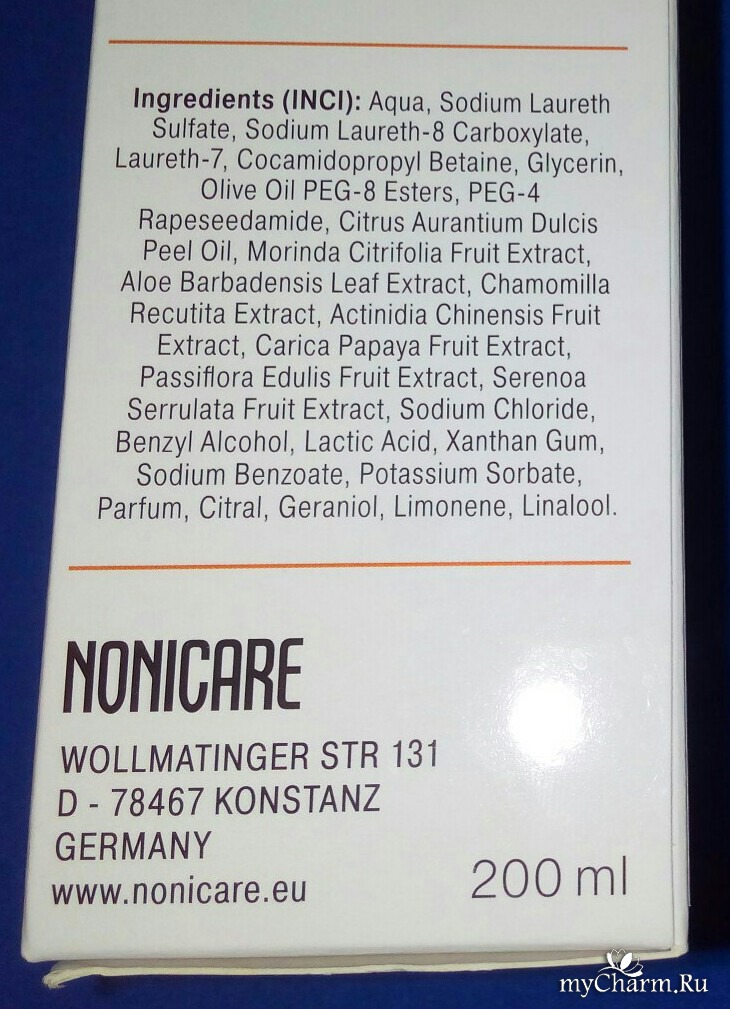 Ingredients (INCI): Aqua, Sodium Laureth
Sulfate, Sodium Laureth-8 Carboxylate,
Laureth-7, Cocamidopropyl Betaine, Glycerin,
Olive Oil PEG-8 Esters, PEG-4
Rapeseedamide, Citrus Aurantium Dulcis
Peel Oil, Morinda Citrifolia Fruit Extract,
Aloe Barbadensis Leaf Extract, Chamomilla
Recutita Extract, Actinidia Chinensis Fruit
Extract, Carica Papaya Fruit Extract,
Passiflora Edulis Fruit Extract, Serenoa
Serrulata Fruit Extract, Sodium Chloride,
Benzyl Alcohol, Lactic Acid, Xanthan Gum,
Sodium Benzoate, Potassium Sorbate,
Parfum, Citral, Geraniol, Limonene, Linalool.
NONICARE
WOLLMATINGER STR 131
D - 78467 KONSTANZ
GERMANY
www.nonicare.eu
200 ml
myCharm.Ru